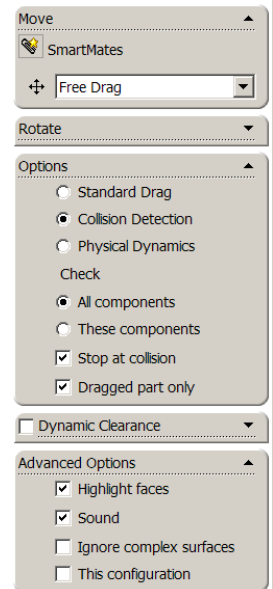 Move
SmartMates
Free Drag
Rotate
Options
Standard Drag
Collision Detection
Physical Dynamics
Check
All components
These components
Stop at collision
Dragged part only
Dynamic Clearance
Advanced Options
Highlight faces
Sound
Ignore complex surfaces
This configuration